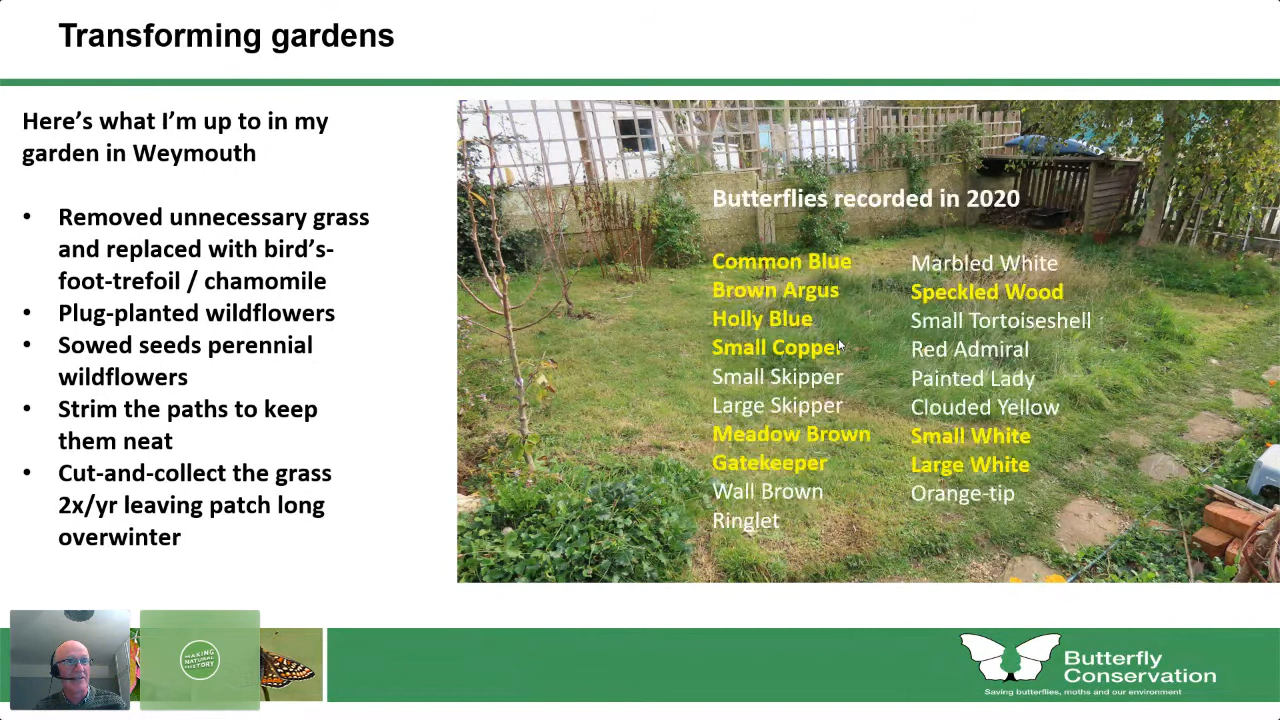 Transforming gardens
Here's what I'm up to in my
garden in Weymouth
• Removed unnecessary grass
and replaced with bird's-
foot-trefoil / chamomile
• Plug-planted wildflowers
• Sowed seeds perennial
wildflowers
• Strim the paths to keep
them neat
• Cut-and-collect the grass
2x/yr leaving patch long
overwinter
Butterflies recorded in 2020
Common Blue
Brown Argus
Holly Blue
Small Copper
Small Skipper
Large Skipper
Meadow Brown
Gatekeeper
Wall Brown
Ringlet
Marbled White
Speckled Wood
Small Tortoiseshell
Red Admiral
Painted Lady
Clouded Yellow
Small White
Large White
Orange-tip
MAKING
NATURAL
HISTORY
Butterfly
Conservation
Saving butterflies, moths and our environment